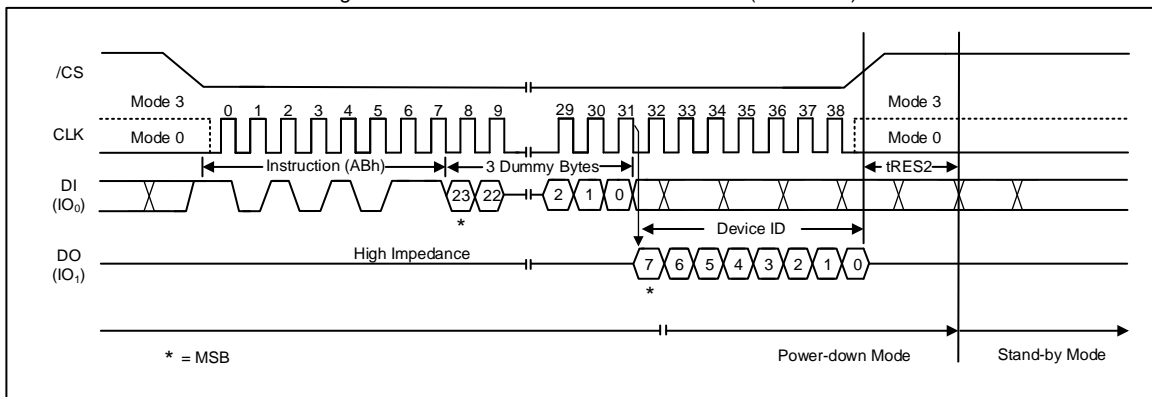 /CS
Mode 3
Mode 3
0 1 2 3 4 5 6 7 8 9 29 30 31 32 33 34 35 36 37 38
CLK
Mode 0
Mode 0
Instruction (ABh)
3 Dummy Bytes
tRES2
DI
(IO0)
23 22 2 1 0
*
Device ID
DO
(IO1)
High Impedance
7 6 5 4 3 2 1 0
*
* = MSB
Power-down Mode
Stand-by Mode